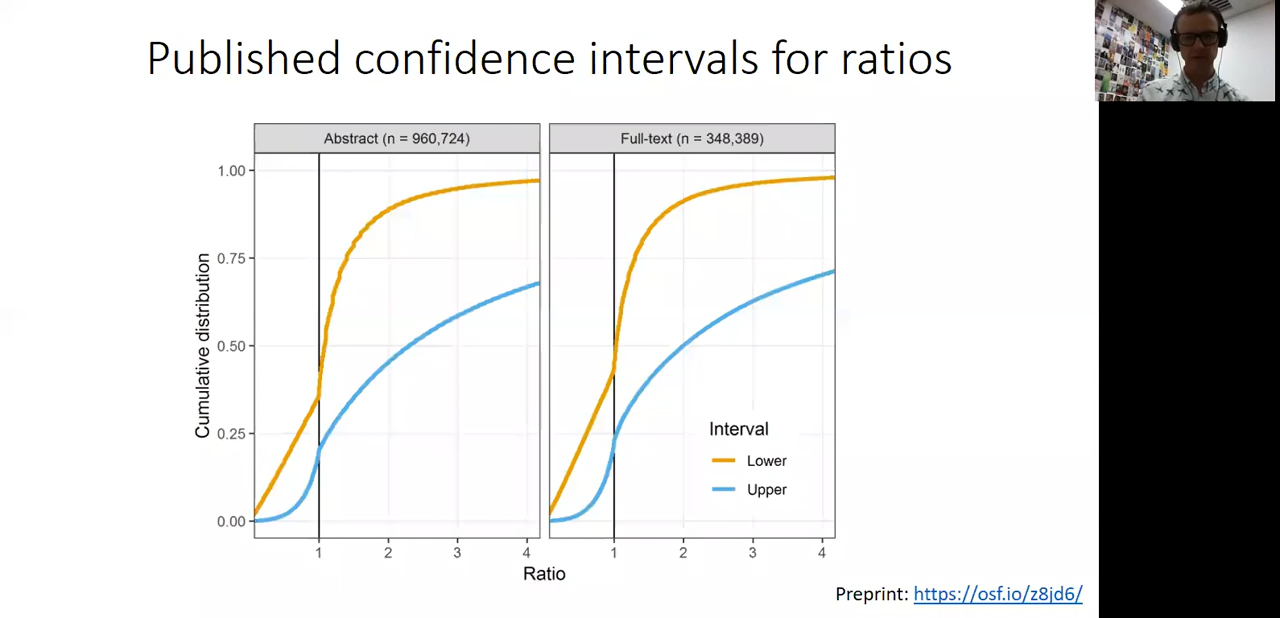 Published confidence intervals for ratios
Abstract (n = 960,724)
Full-text (n = 348,389)
Cumulative distribution
1.00
0.75
0.50
0.25
0.00
Interval
Lower
Upper
1 2 3 4
1 2 3 4
Ratio
Preprint: https://osf.io/z8jd6/